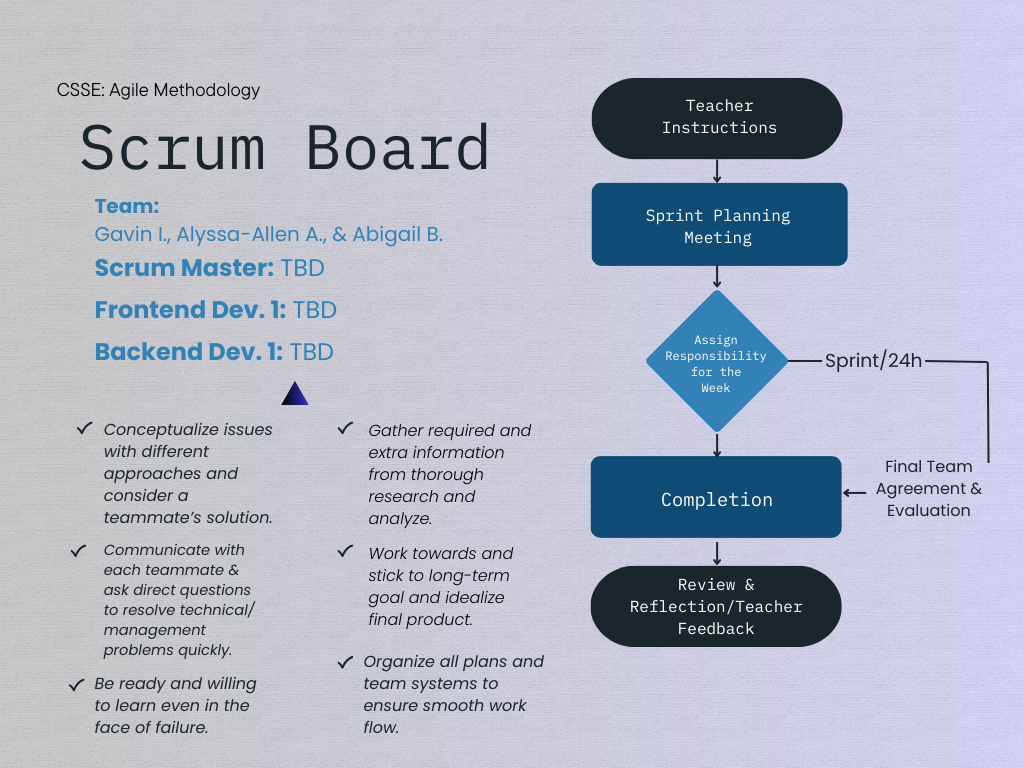 CSSE: Agile Methodology
Scrum Board
Team:
Gavin I., Alyssa-Allen A., & Abigail B.
Scrum Master: TBD
Frontend Dev. 1: TBD
Backend Dev. 1: TBD
Conceptualize issues
with different
approaches and
consider a
teammate’s solution.
Communicate with
each teammate &
ask direct questions
to resolve technical/
management
problems quickly.
Be ready and willing
to learn even in the
face of failure.
Gather required and
extra information
from thorough
research and
analyze.
Work towards and
stick to long-term
goal and idealize
final product.
Organize all plans and
team systems to
ensure smooth work
flow.
Teacher
Instructions
Sprint Planning
Meeting
Assign
Responsibility
for the
Week
Sprint/24h
Final Team
Agreement &
Evaluation
Completion
Review &
Reflection/Teacher
Feedback